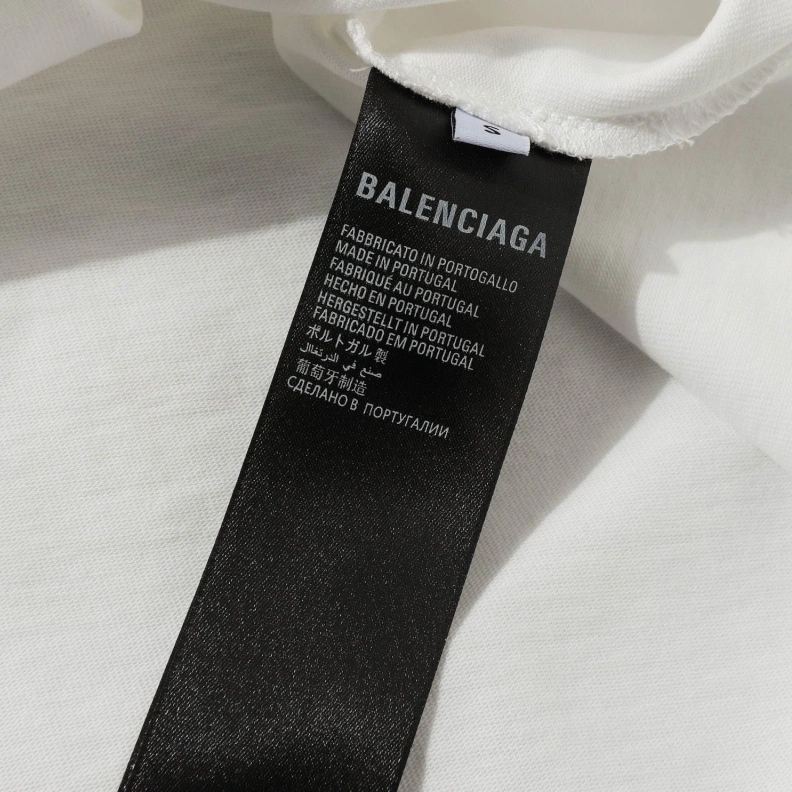 S
BALENCIAGA
FABBRICATO IN PORTOGALLO
MADE IN PORTUGAL
FABRIQUÉ AU PORTUGAL
HECHO EN PORTUGAL
HERGESTELLT IN PORTUGAL
FABRICADO EM PORTUGAL
ポルトガル製
صنع في البرتغال
葡萄牙制造
СДЕЛАНО В ПОРТУГАЛИИ